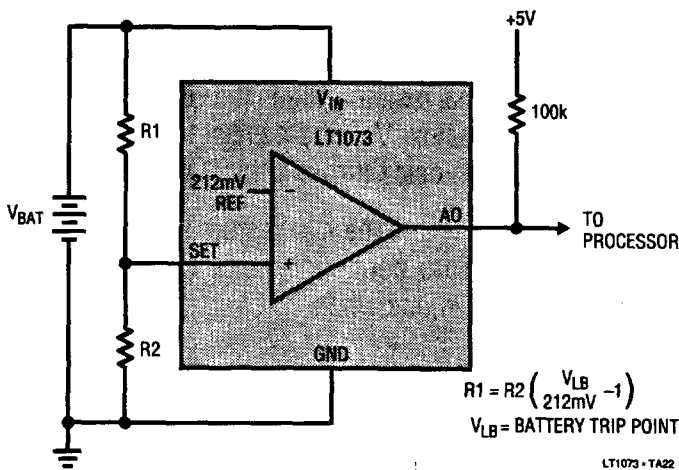 +5V
100k
V_IN
LT1073
R1
212mV
REF
−
V_BAT
AO
TO
PROCESSOR
SET
+
R2
GND
R1 = R2 ( V_LB / 212mV −1 )
V_LB = BATTERY TRIP POINT
LT1073 • TA22